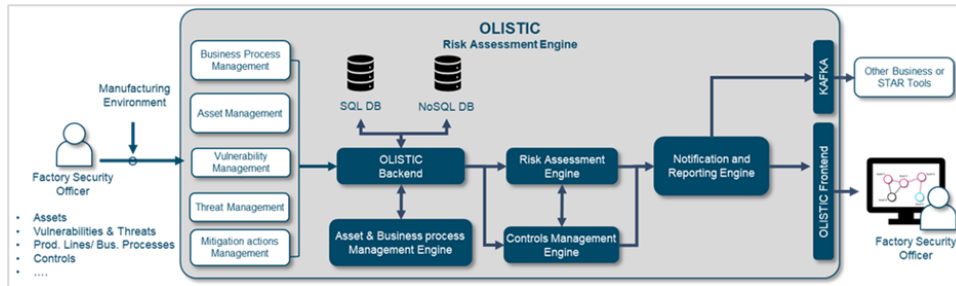 OLISTIC
Risk Assessment Engine
Business Process
Management
Asset Management
Vulnerability
Management
Threat Management
Mitigation actions
Management
Manufacturing
Environment
Factory Security
Officer
• Assets
• Vulnerabilities & Threats
• Prod. Lines/ Bus. Processes
• Controls
• ....
SQL DB
NoSQL DB
OLISTIC
Backend
Asset & Business process
Management Engine
Risk Assessment
Engine
Controls Management
Engine
Notification and
Reporting Engine
KAFKA
OLISTIC Frontend
Other Business or
STAR Tools
Factory Security
Officer